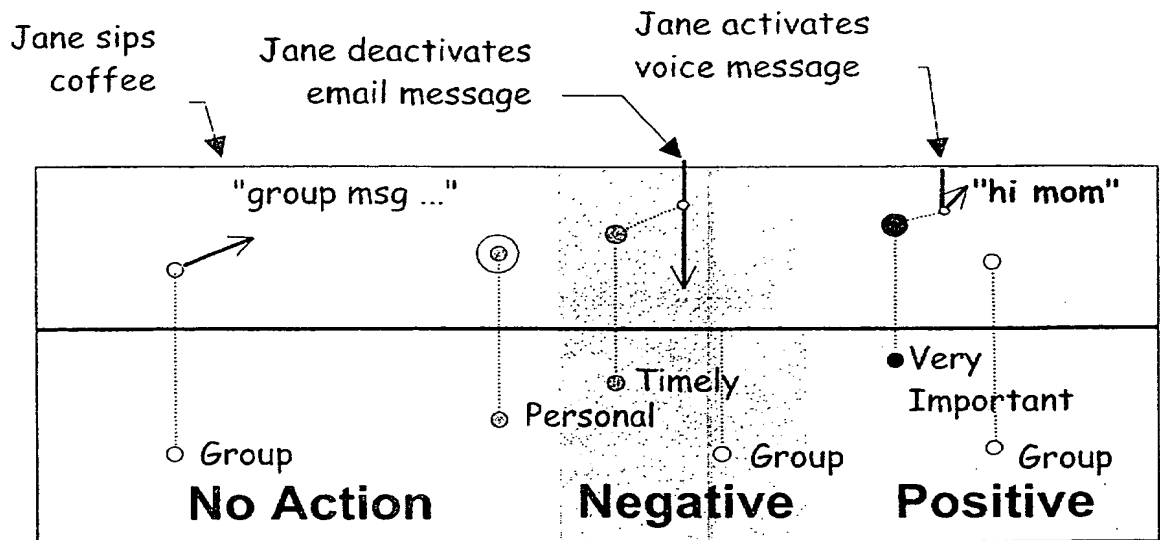 Jane sips
coffee
Jane deactivates
email message
Jane activates
voice message
"group msg ..."
"hi mom"
Group
Personal
Timely
Group
Very
Important
Group
No Action
Negative
Positive